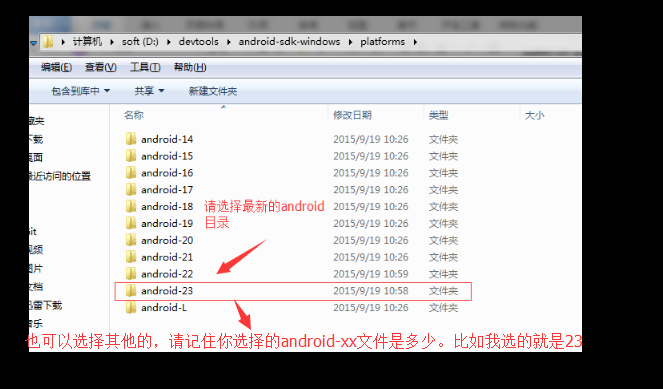 计算机 ▸ soft (D:) ▸ devtools ▸ android-sdk-windows ▸ platforms ▸
编辑(E) 查看(V) 工具(T) 帮助(H)
包含到库中 共享 新建文件夹
名称 修改日期 类型 大小
藏夹
下载
桌面
最近访问的位置
视频
图片
文档
迅雷下载
音乐
android-14 2015/9/19 10:26 文件夹
android-15 2015/9/19 10:26 文件夹
android-16 2015/9/19 10:26 文件夹
android-17 2015/9/19 10:26 文件夹
android-18 2015/9/19 10:26 文件夹
请选择最新的android
目录
android-19 2015/9/19 10:26 文件夹
android-20 2015/9/19 10:26 文件夹
android-21 2015/9/19 10:26 文件夹
android-22 2015/9/19 10:59 文件夹
android-23 2015/9/19 10:58 文件夹
android-L 2015/9/19 10:26 文件夹
也可以选择其他的，请记住你选择的android-xx文件是多少。比如我选的就是23